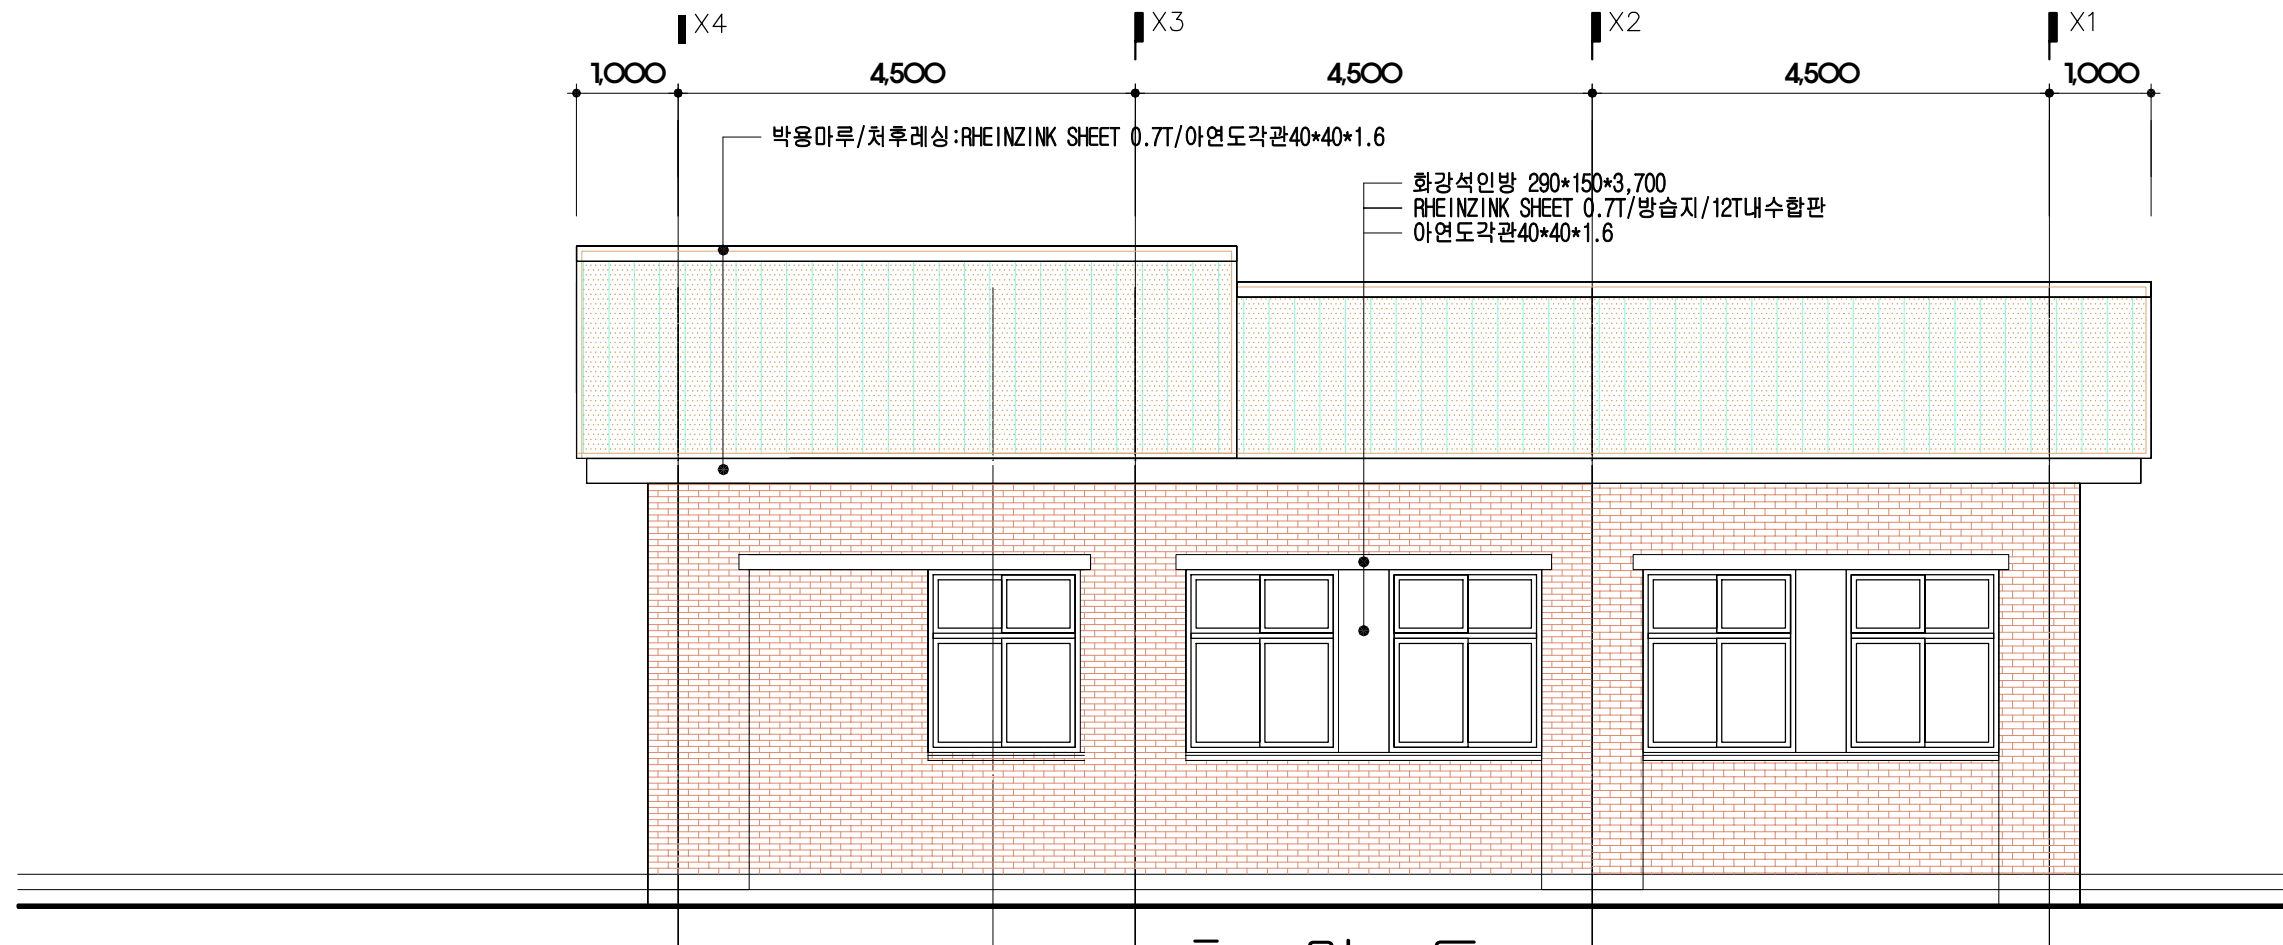 X4 X3 X2 X1
1,000 4,500 4,500 4,500 1,000
박용마루/처후레싱:RHEINZINK SHEET 0.7T/아연도각관40*40*1.6
화강석인방 290*150*3,700
RHEINZINK SHEET 0.7T/방습지/12T내수합판
아연도각관40*40*1.6